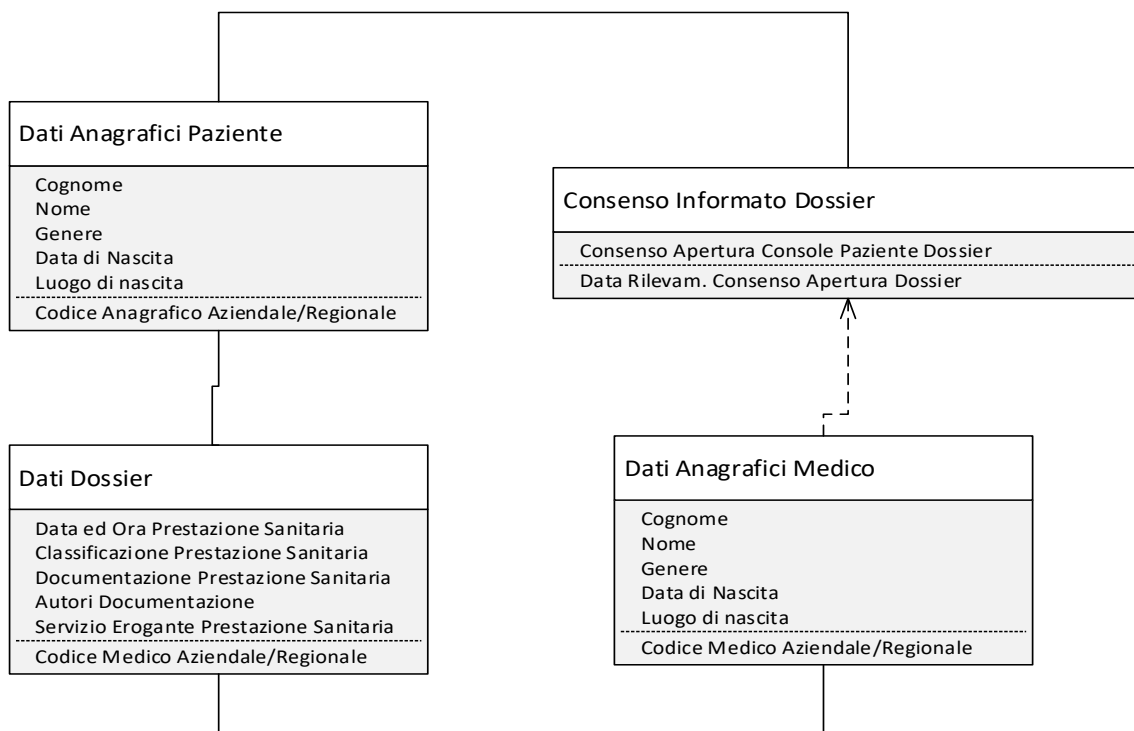 Dati Anagrafici Paziente
Cognome
Nome
Genere
Data di Nascita
Luogo di nascita
Codice Anagrafico Aziendale/Regionale
Consenso Informato Dossier
Consenso Apertura Console Paziente Dossier
Data Rilevam. Consenso Apertura Dossier
Dati Dossier
Data ed Ora Prestazione Sanitaria
Classificazione Prestazione Sanitaria
Documentazione Prestazione Sanitaria
Autori Documentazione
Servizio Erogante Prestazione Sanitaria
Codice Medico Aziendale/Regionale
Dati Anagrafici Medico
Cognome
Nome
Genere
Data di Nascita
Luogo di nascita
Codice Medico Aziendale/Regionale